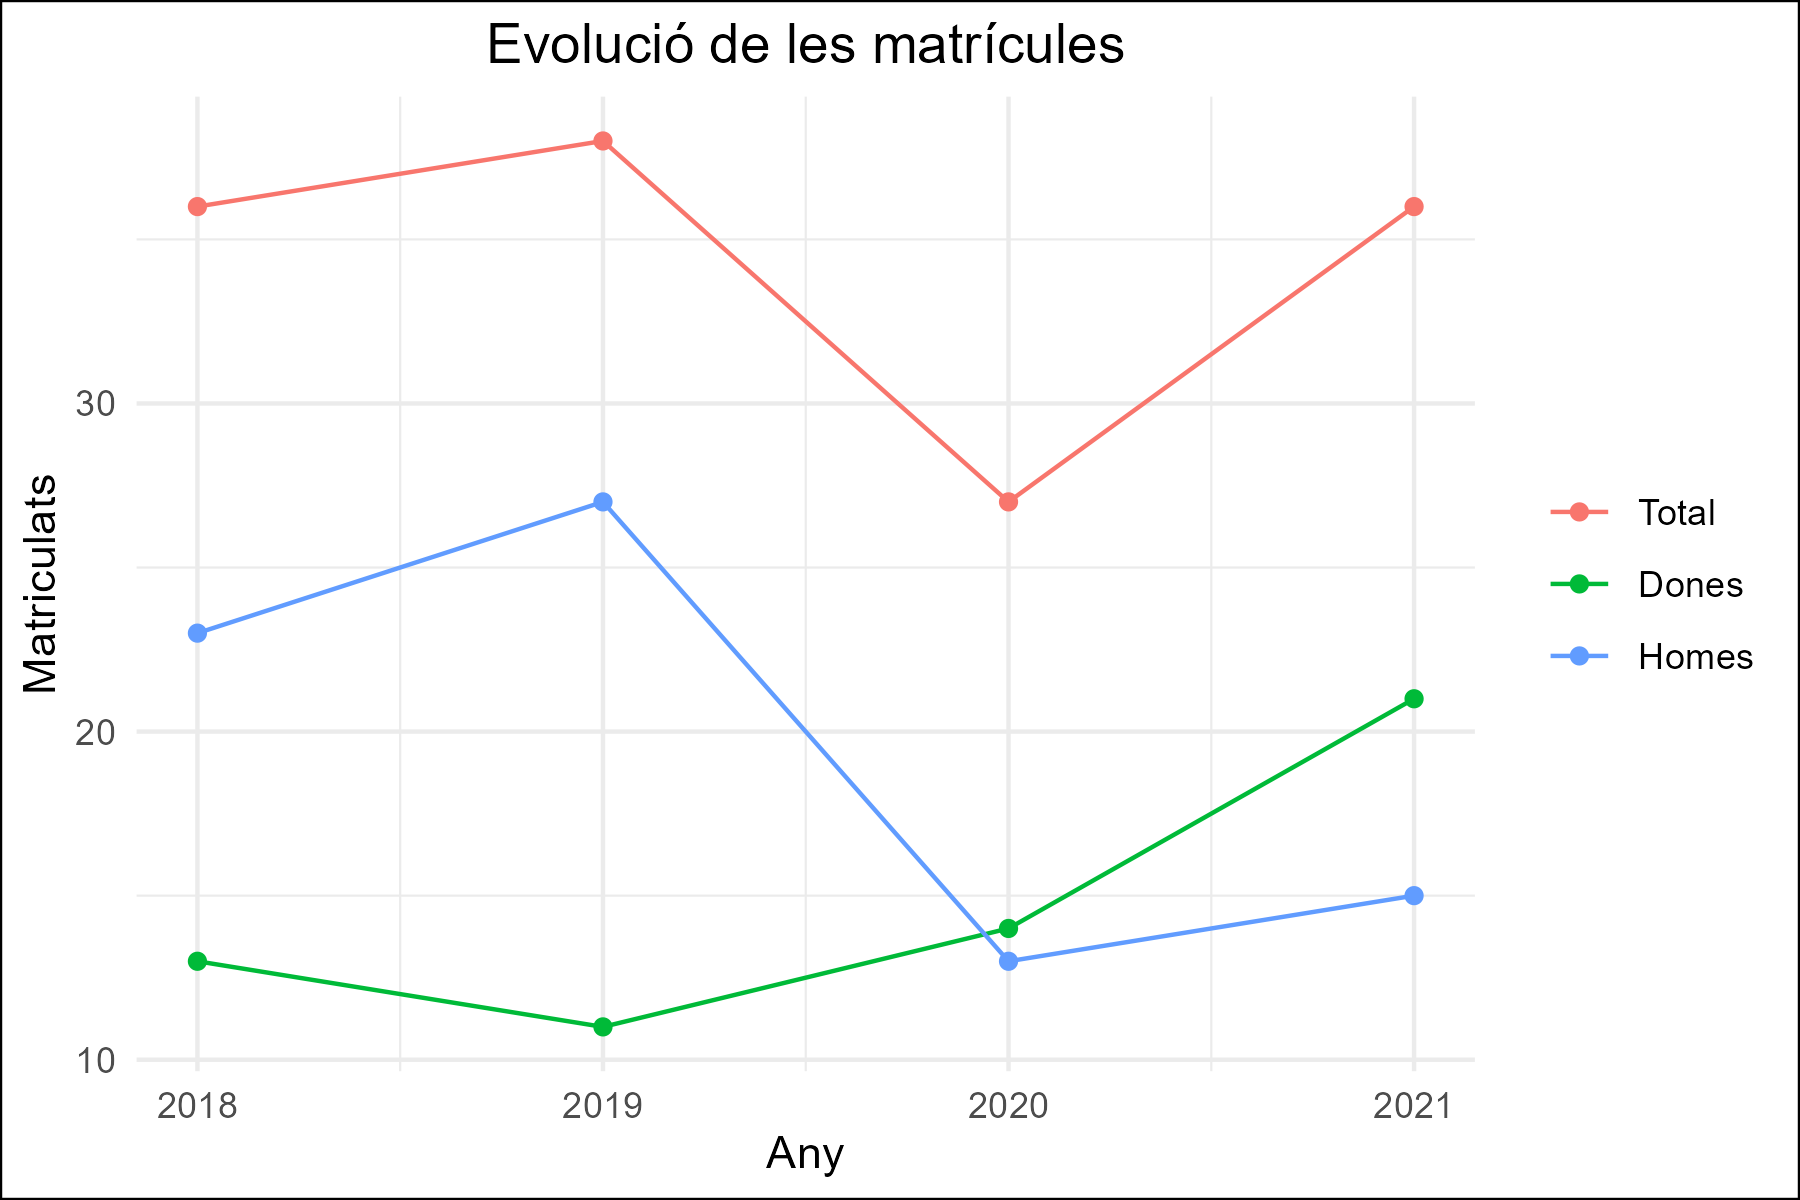 Evolució de les matrícules
Matriculats
30
20
10
2018
2019
2020
2021
Any
Total
Dones
Homes